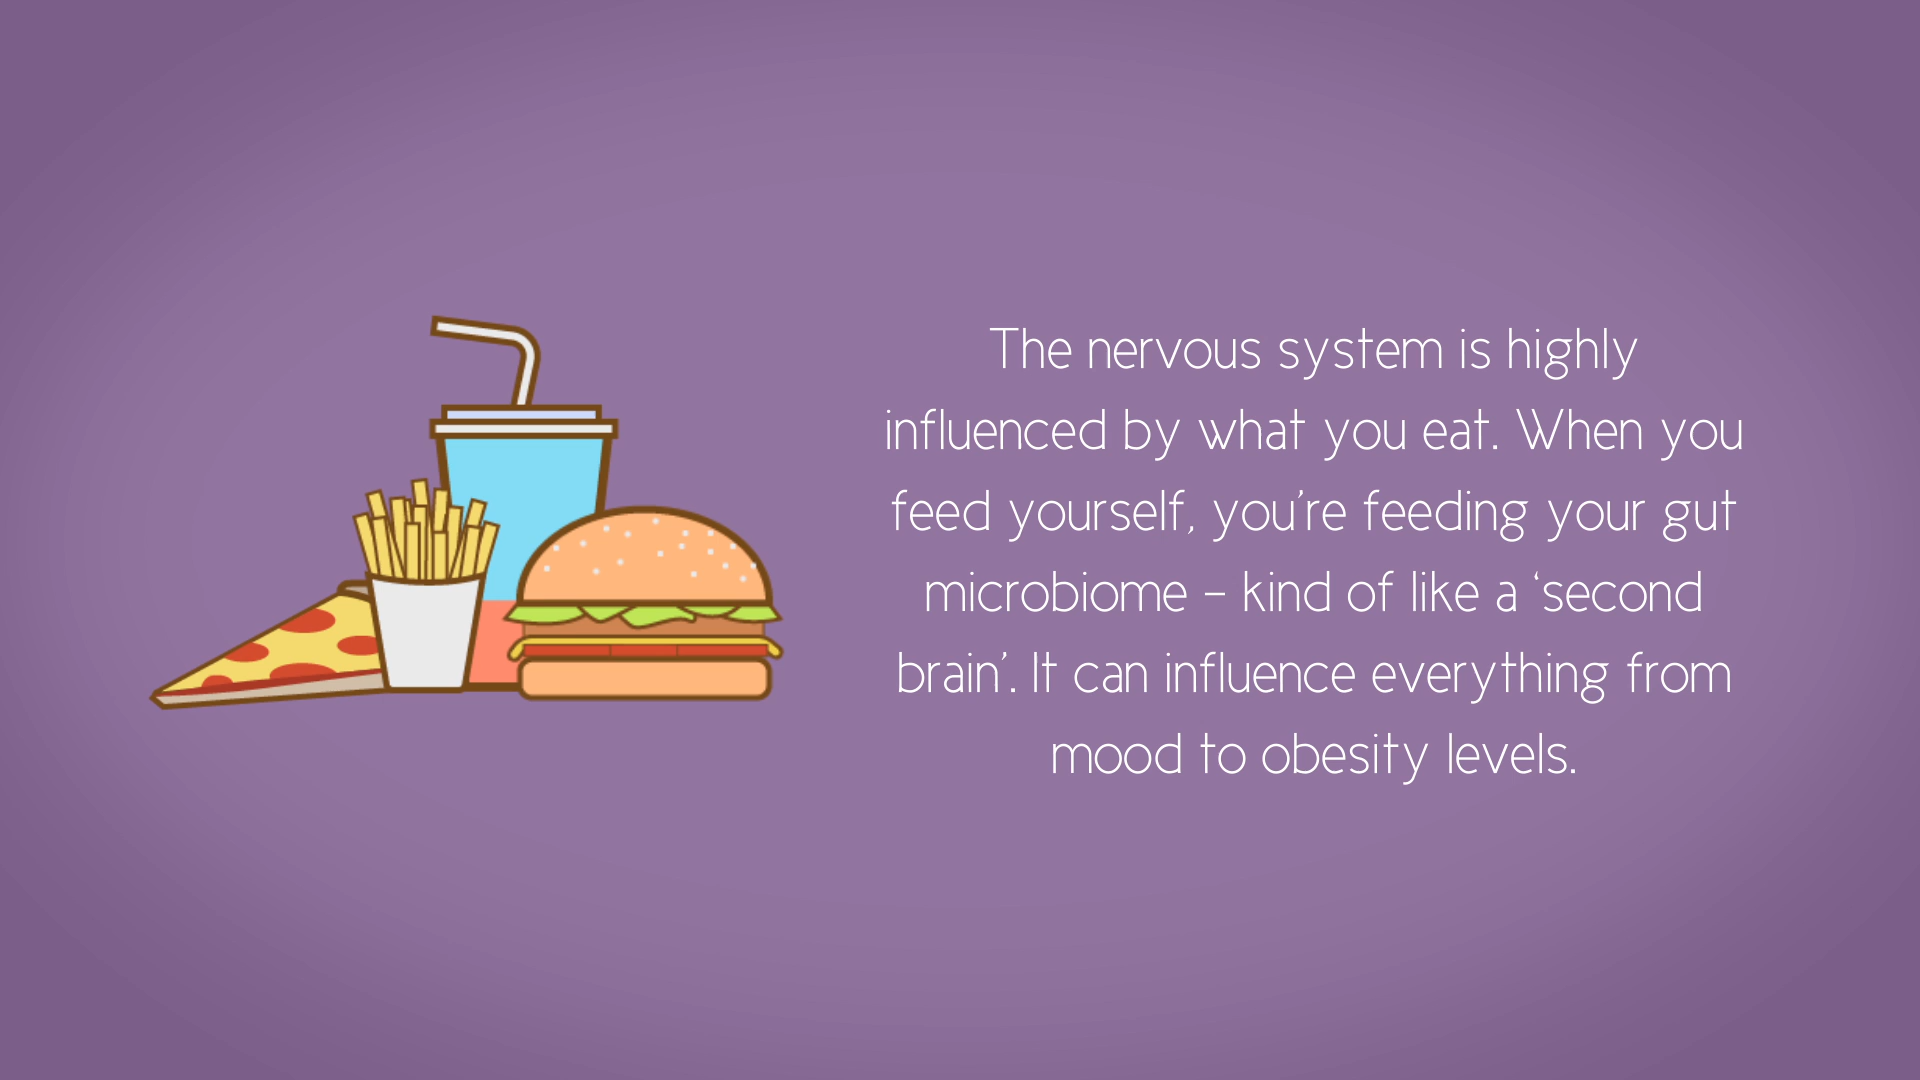 The nervous system is highly
influenced by what you eat. When you
feed yourself, you’re feeding your gut
microbiome – kind of like a ‘second
brain’. It can influence everything from
mood to obesity levels.